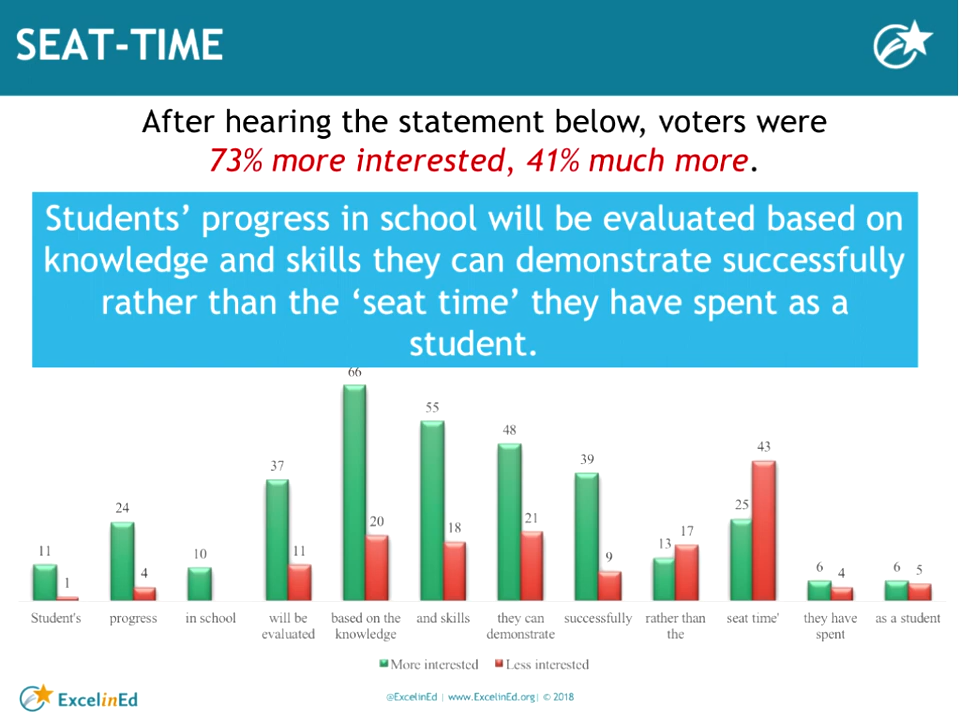 SEAT-TIME
After hearing the statement below, voters were
73% more interested, 41% much more.
Students’ progress in school will be evaluated based on
knowledge and skills they can demonstrate successfully
rather than the ‘seat time’ they have spent as a
student.
66
55
48
43
39
37
24
25
20
18
21
17
13
11
1
4
10
11
9
6
4
6
5
Student's
progress
in school
will be
evaluated
based on the
knowledge
and skills
they can
demonstrate
successfully
rather than
the
seat time'
they have
spent
as a student
More interested
Less interested
ExcelinEd
@ExcelinEd | www.ExcelinEd.org| © 2018